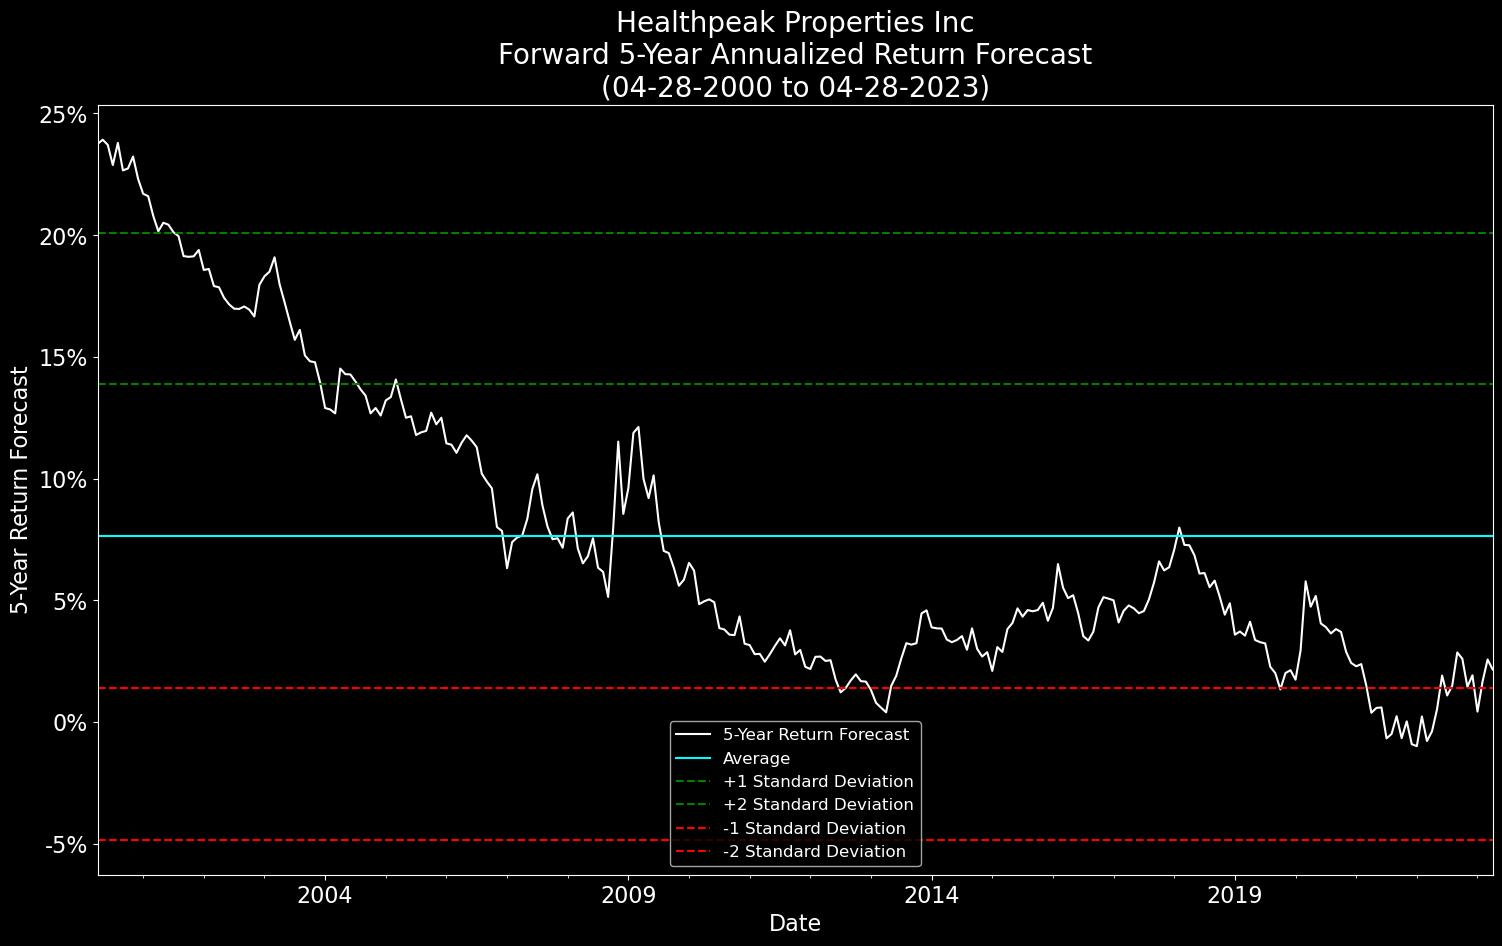 Healthpeak Properties Inc
Forward 5-Year Annualized Return Forecast
(04-28-2000 to 04-28-2023)
5-Year Return Forecast
25%
20%
15%
10%
5%
0%
-5%
5-Year Return Forecast
Average
+1 Standard Deviation
+2 Standard Deviation
-1 Standard Deviation
-2 Standard Deviation
2004
2009
2014
2019
Date